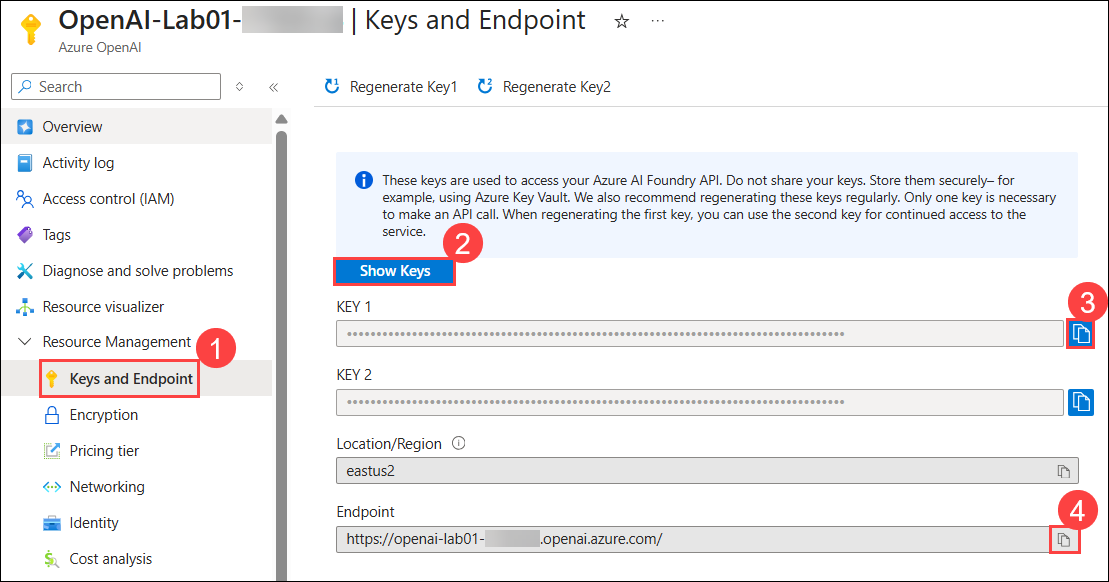 OpenAI-Lab01- | Keys and Endpoint
Azure OpenAI
Search
Overview
Activity log
Access control (IAM)
Tags
Diagnose and solve problems
Resource visualizer
Resource Management
1
Keys and Endpoint
Encryption
Pricing tier
Networking
Identity
Cost analysis
Regenerate Key1
Regenerate Key2
These keys are used to access your Azure AI Foundry API. Do not share your keys. Store them securely– for
example, using Azure Key Vault. We also recommend regenerating these keys regularly. Only one key is necessary
to make an API call. When regenerating the first key, you can use the second key for continued access to the
service.
2
Show Keys
KEY 1
3
KEY 2
Location/Region
eastus2
Endpoint
https://openai-lab01- .openai.azure.com/
4